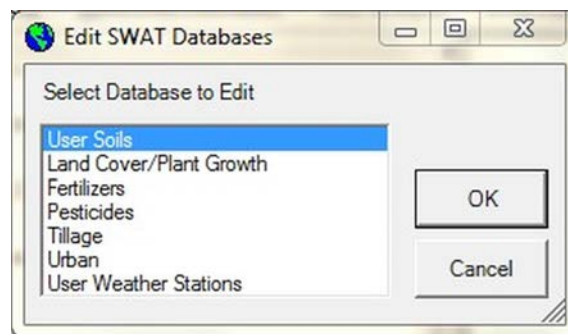 Edit SWAT Databases
Select Database to Edit
User Soils
Land Cover/Plant Growth
Fertilizers
Pesticides
Tillage
Urban
User Weather Stations
OK
Cancel